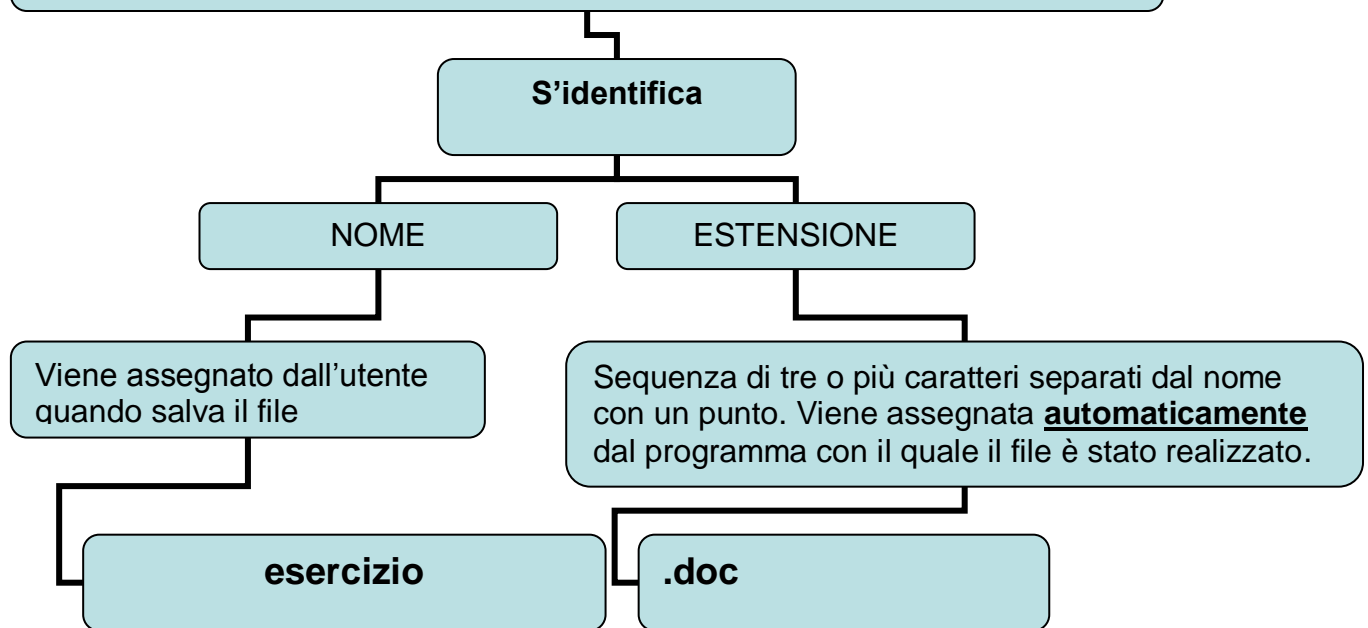 S’identifica
NOME
ESTENSIONE
Viene assegnato dall’utente
quando salva il file
Sequenza di tre o più caratteri separati dal nome
con un punto. Viene assegnata automaticamente
dal programma con il quale il file è stato realizzato.
esercizio
.doc